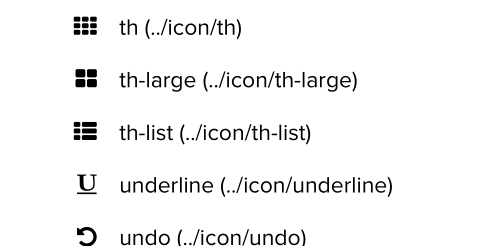 th (../icon/th)
th-large (../icon/th-large)
th-list (../icon/th-list)
U underline (../icon/underline)
undo (../icon/undo)